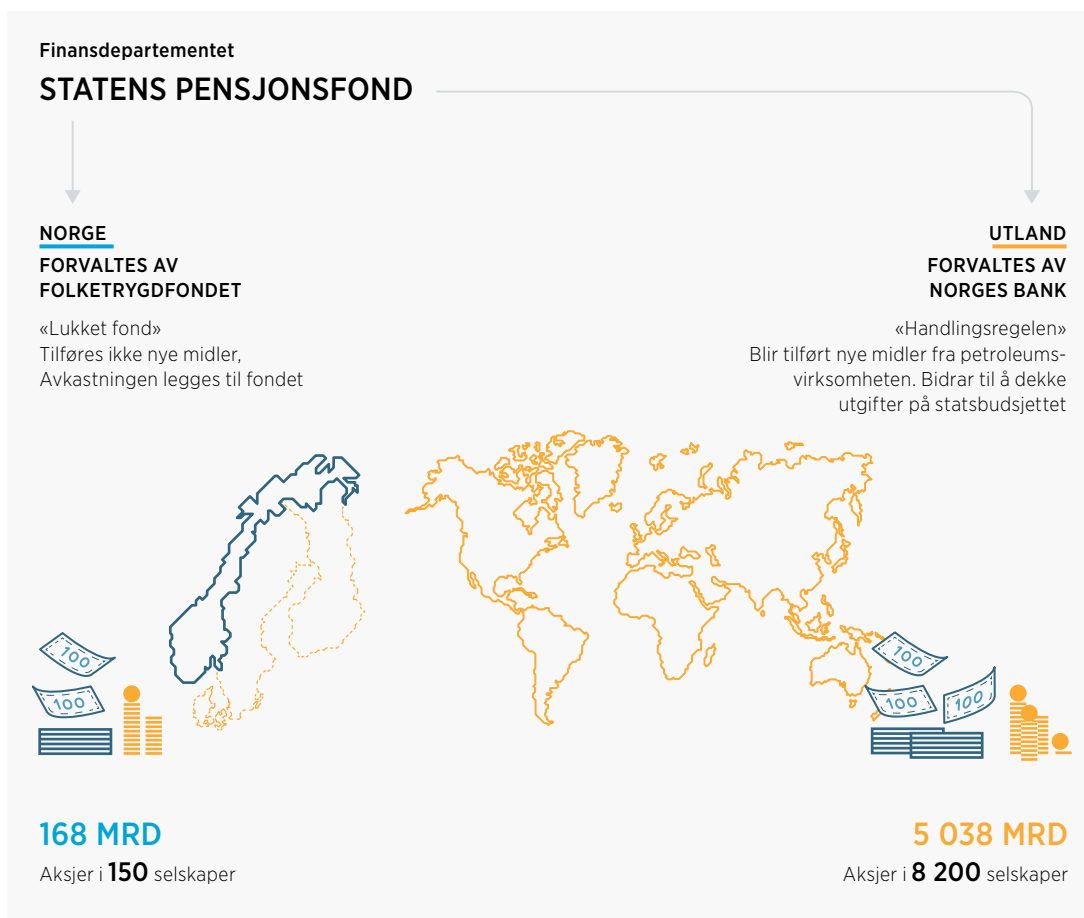 Finansdepartementet
STATENS PENSJONSFOND
NORGE
FORVALTES AV
FOLKETRYGDFONDET
«Lukket fond»
Tilføres ikke nye midler,
Avkastningen legges til fondet
UTLAND
FORVALTES AV
NORGES BANK
«Handlingsregelen»
Blir tilført nye midler fra petroleums-
virksomheten. Bidrar til å dekke
utgifter på statsbudsjettet
100
100
100
100
100
168 MRD
Aksjer i 150 selskaper
5 038 MRD
Aksjer i 8 200 selskaper